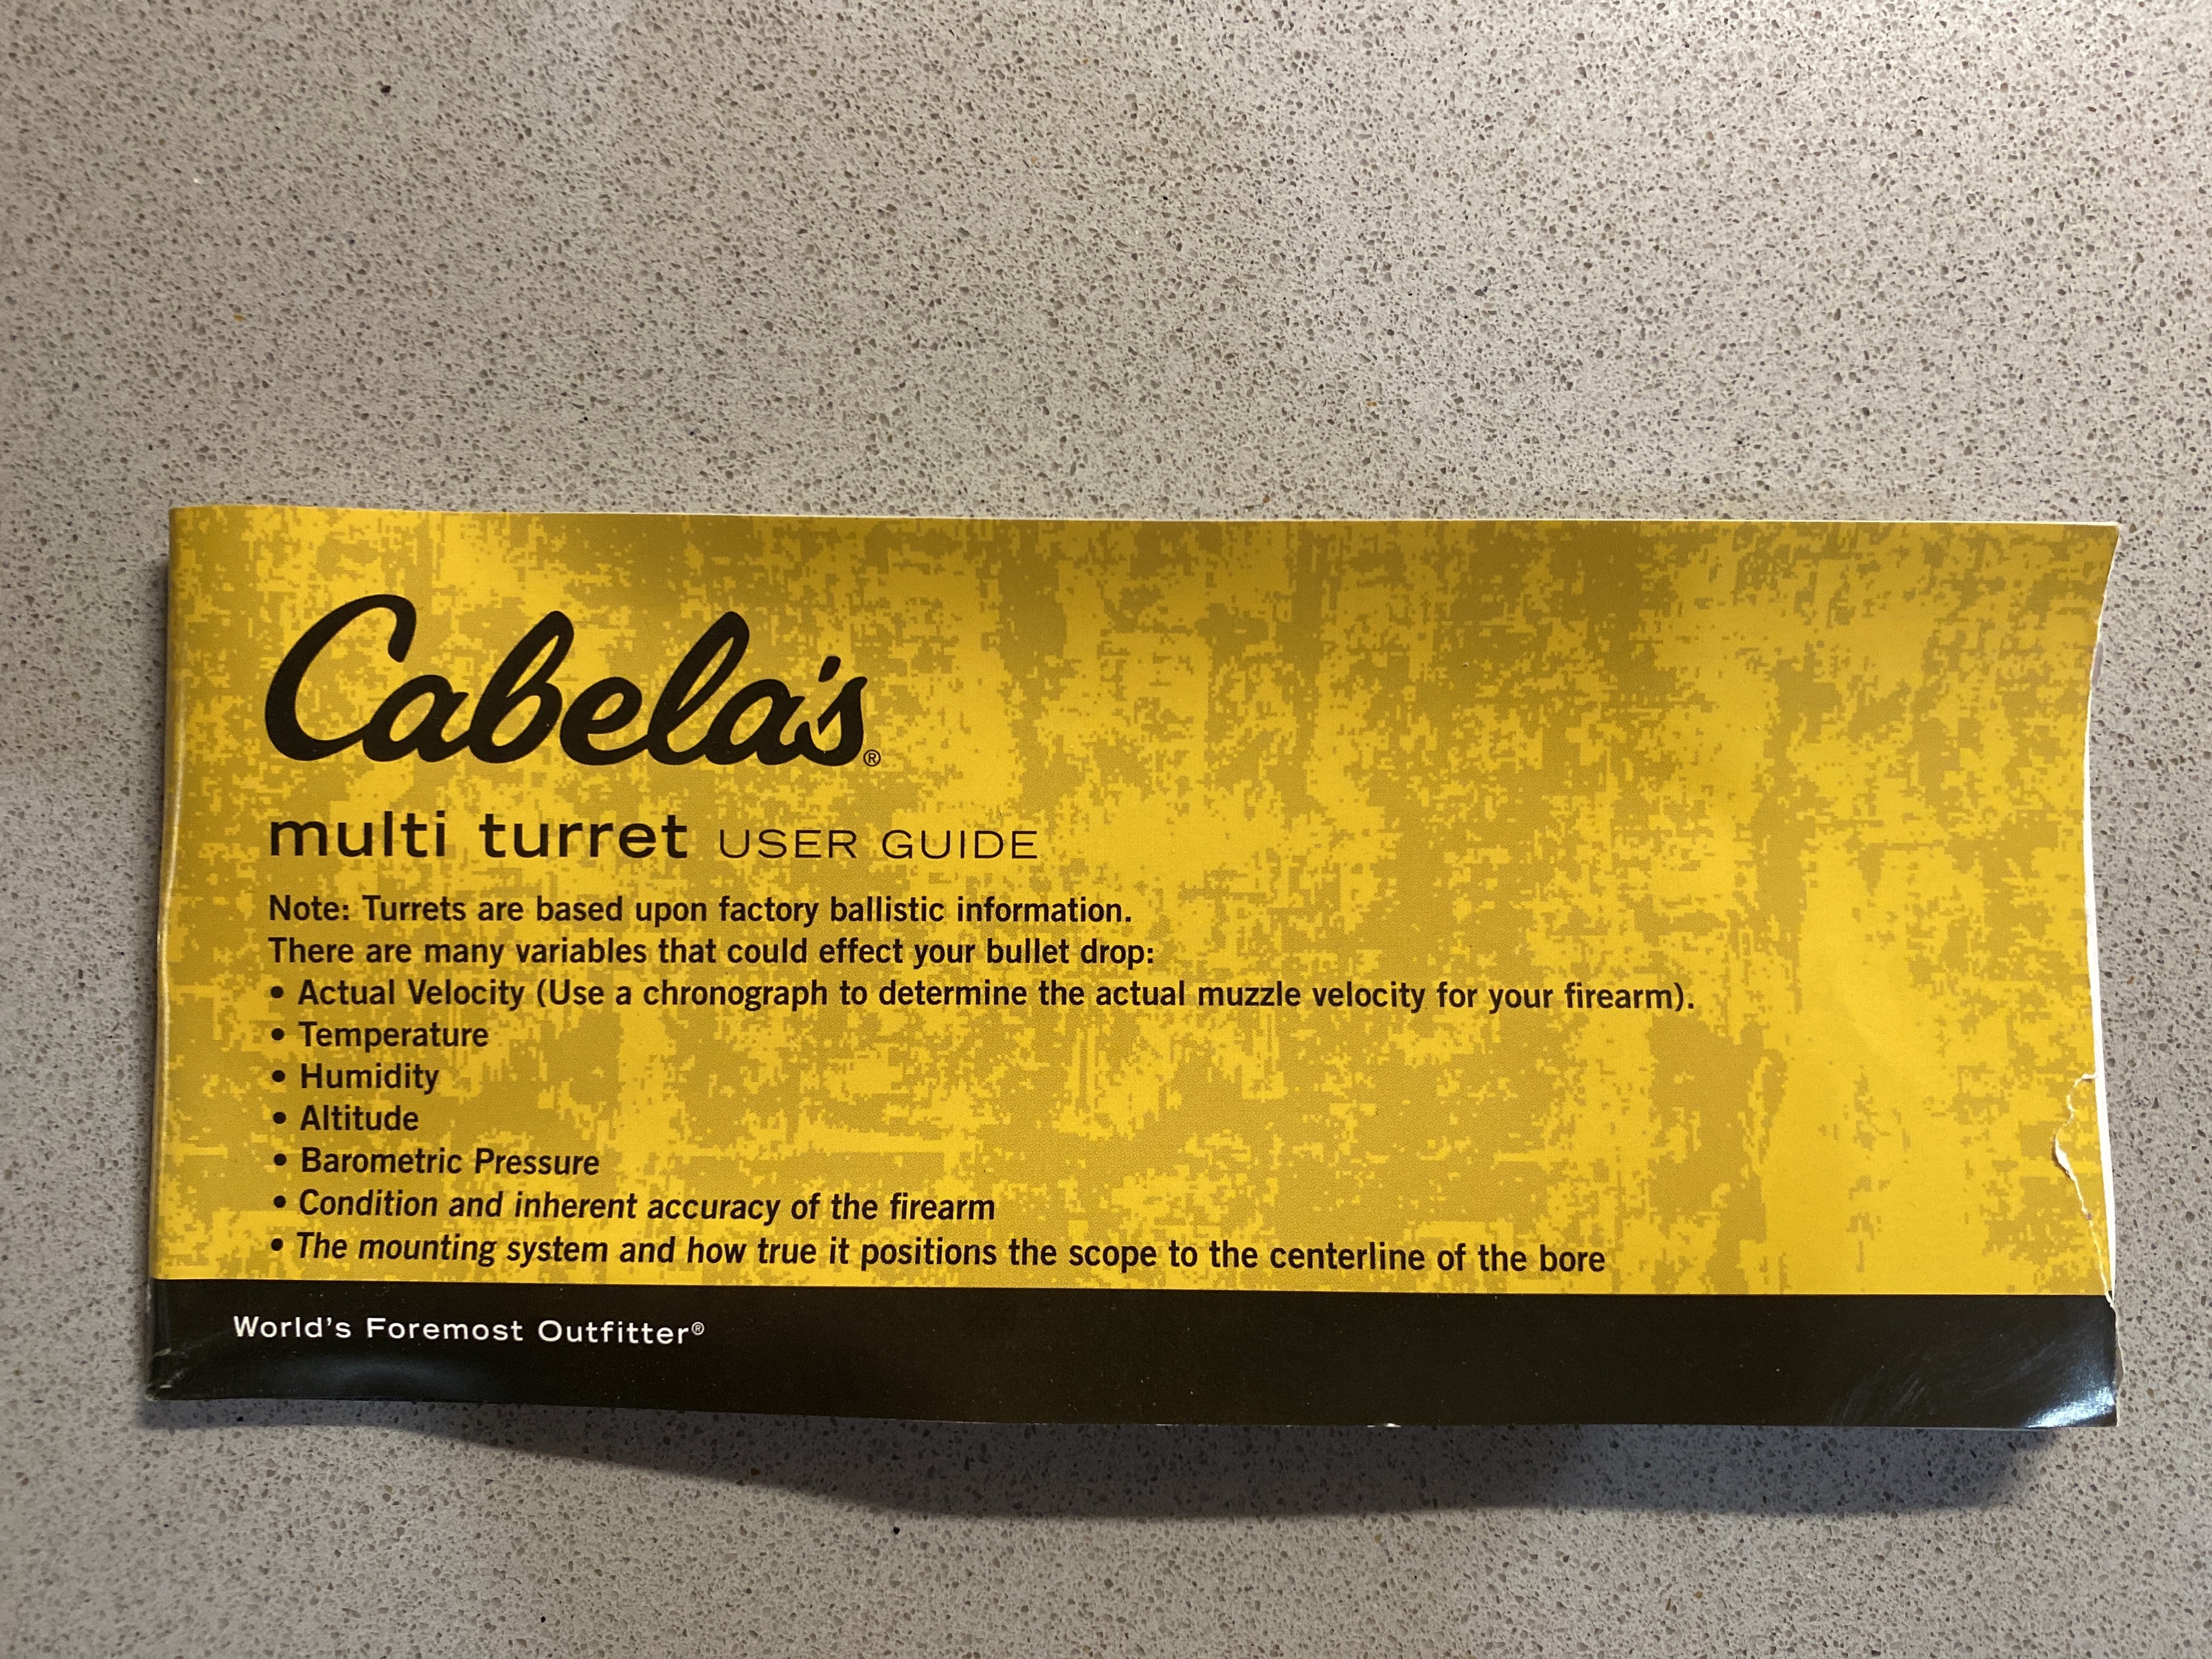 Cabela's®
multi turret USER GUIDE
Note: Turrets are based upon factory ballistic information.
There are many variables that could effect your bullet drop:
• Actual Velocity (Use a chronograph to determine the actual muzzle velocity for your firearm).
• Temperature
• Humidity
• Altitude
• Barometric Pressure
• Condition and inherent accuracy of the firearm
• The mounting system and how true it positions the scope to the centerline of the bore
World's Foremost Outfitter®